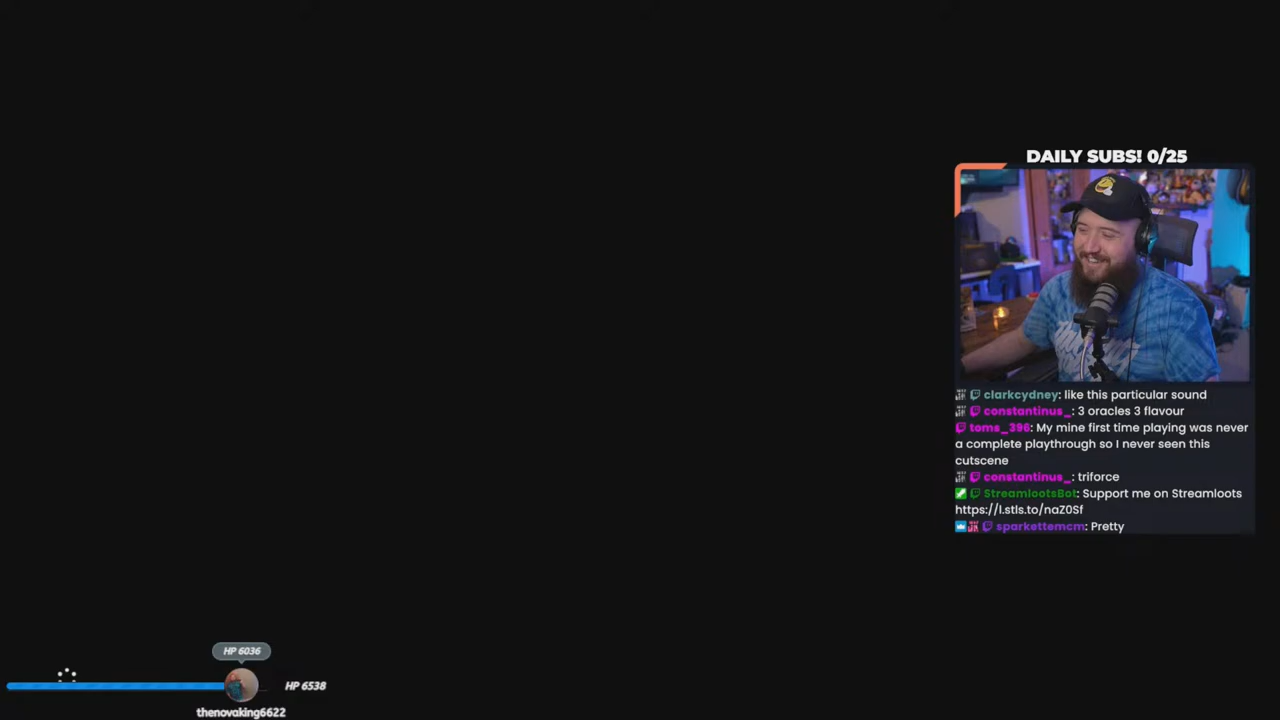 DAILY SUBS! 0/25
clarkcydney: like this particular sound
constantinus_: 3 oracles 3 flavour
toms_396: My mine first time playing was never
a complete playthrough so I never seen this
cutscene
constantinus_: triforce
StreamlootsBot: Support me on Streamloots
https://l.stls.to/naZ0Sf
sparkettemcm: Pretty
HP 6036
HP 6538
thenovaking6622